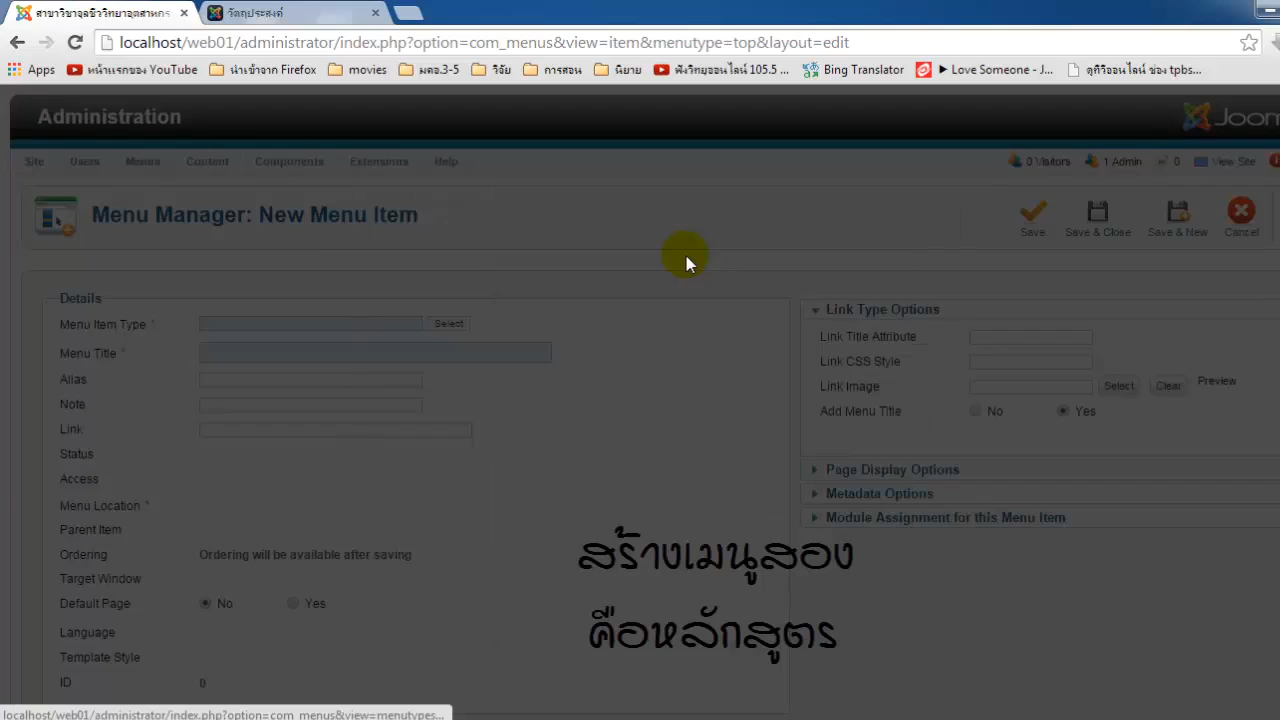 สาขาวิชาจุลชีววิทยาอุตสาหกร
วัตถุประสงค์
localhost/web01/administrator/index.php?option=com_menus&view=item&menutype=top&layout=edit
Apps หน้าแรกของ YouTube นำเข้าจาก Firefox movies มคอ.3-5 วิจัย การสอน นิยาย ฟังวิทยุออนไลน์ 105.5 ... Bing Translator ► Love Someone - J... ดูทีวีออนไลน์ ช่อง tpbs...
Administration
Joom
Site Users Menus Content Components Extensions Help
0 Visitors 1 Admin 0 View Site
Menu Manager: New Menu Item
Save Save & Close Save & New Cancel
Details
Menu Item Type * Select
Menu Title *
Alias
Note
Link
Status
Access
Menu Location *
Parent Item
Ordering Ordering will be available after saving
Target Window
Default Page No Yes
Language
Template Style
ID 0
Link Type Options
Link Title Attribute
Link CSS Style
Link Image Select Clear Preview
Add Menu Title No Yes
Page Display Options
Metadata Options
Module Assignment for this Menu Item
สร้างเมนูสอง
คือหลักสูตร
localhost/web01/administrator/index.php?option=com_menus&view=menutypes...